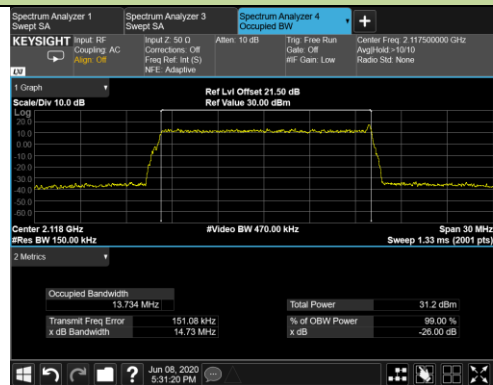 Spectrum Analyzer 1 Spectrum Analyzer 3 Spectrum Analyzer 4
Swept SA Swept SA Occupied BW
KEYSIGHT Input: RF Input Z: 50 Ω Atten: 10 dB Trig: Free Run Center Freq: 2.117500000 GHz
Coupling: AC Corrections: Off Gate: Off Avg|Hold:>10/10
Align: Off Freq Ref: Int (S) #IF Gain: Low Radio Std: None
LXI NFE: Adaptive
1 Graph Ref Lvl Offset 21.50 dB
Scale/Div 10.0 dB Ref Value 30.00 dBm
Log
20.0
10.0
0.00
-10.0
-20.0
-30.0
-40.0
-50.0
-60.0
Center 2.118 GHz #Video BW 470.00 kHz Span 30 MHz
#Res BW 150.00 kHz Sweep 1.33 ms (2001 pts)
2 Metrics
Occupied Bandwidth
13.734 MHz Total Power 31.2 dBm
Transmit Freq Error 151.08 kHz % of OBW Power 99.00 %
x dB Bandwidth 14.73 MHz x dB -26.00 dB
? Jun 08, 2020
5:31:20 PM